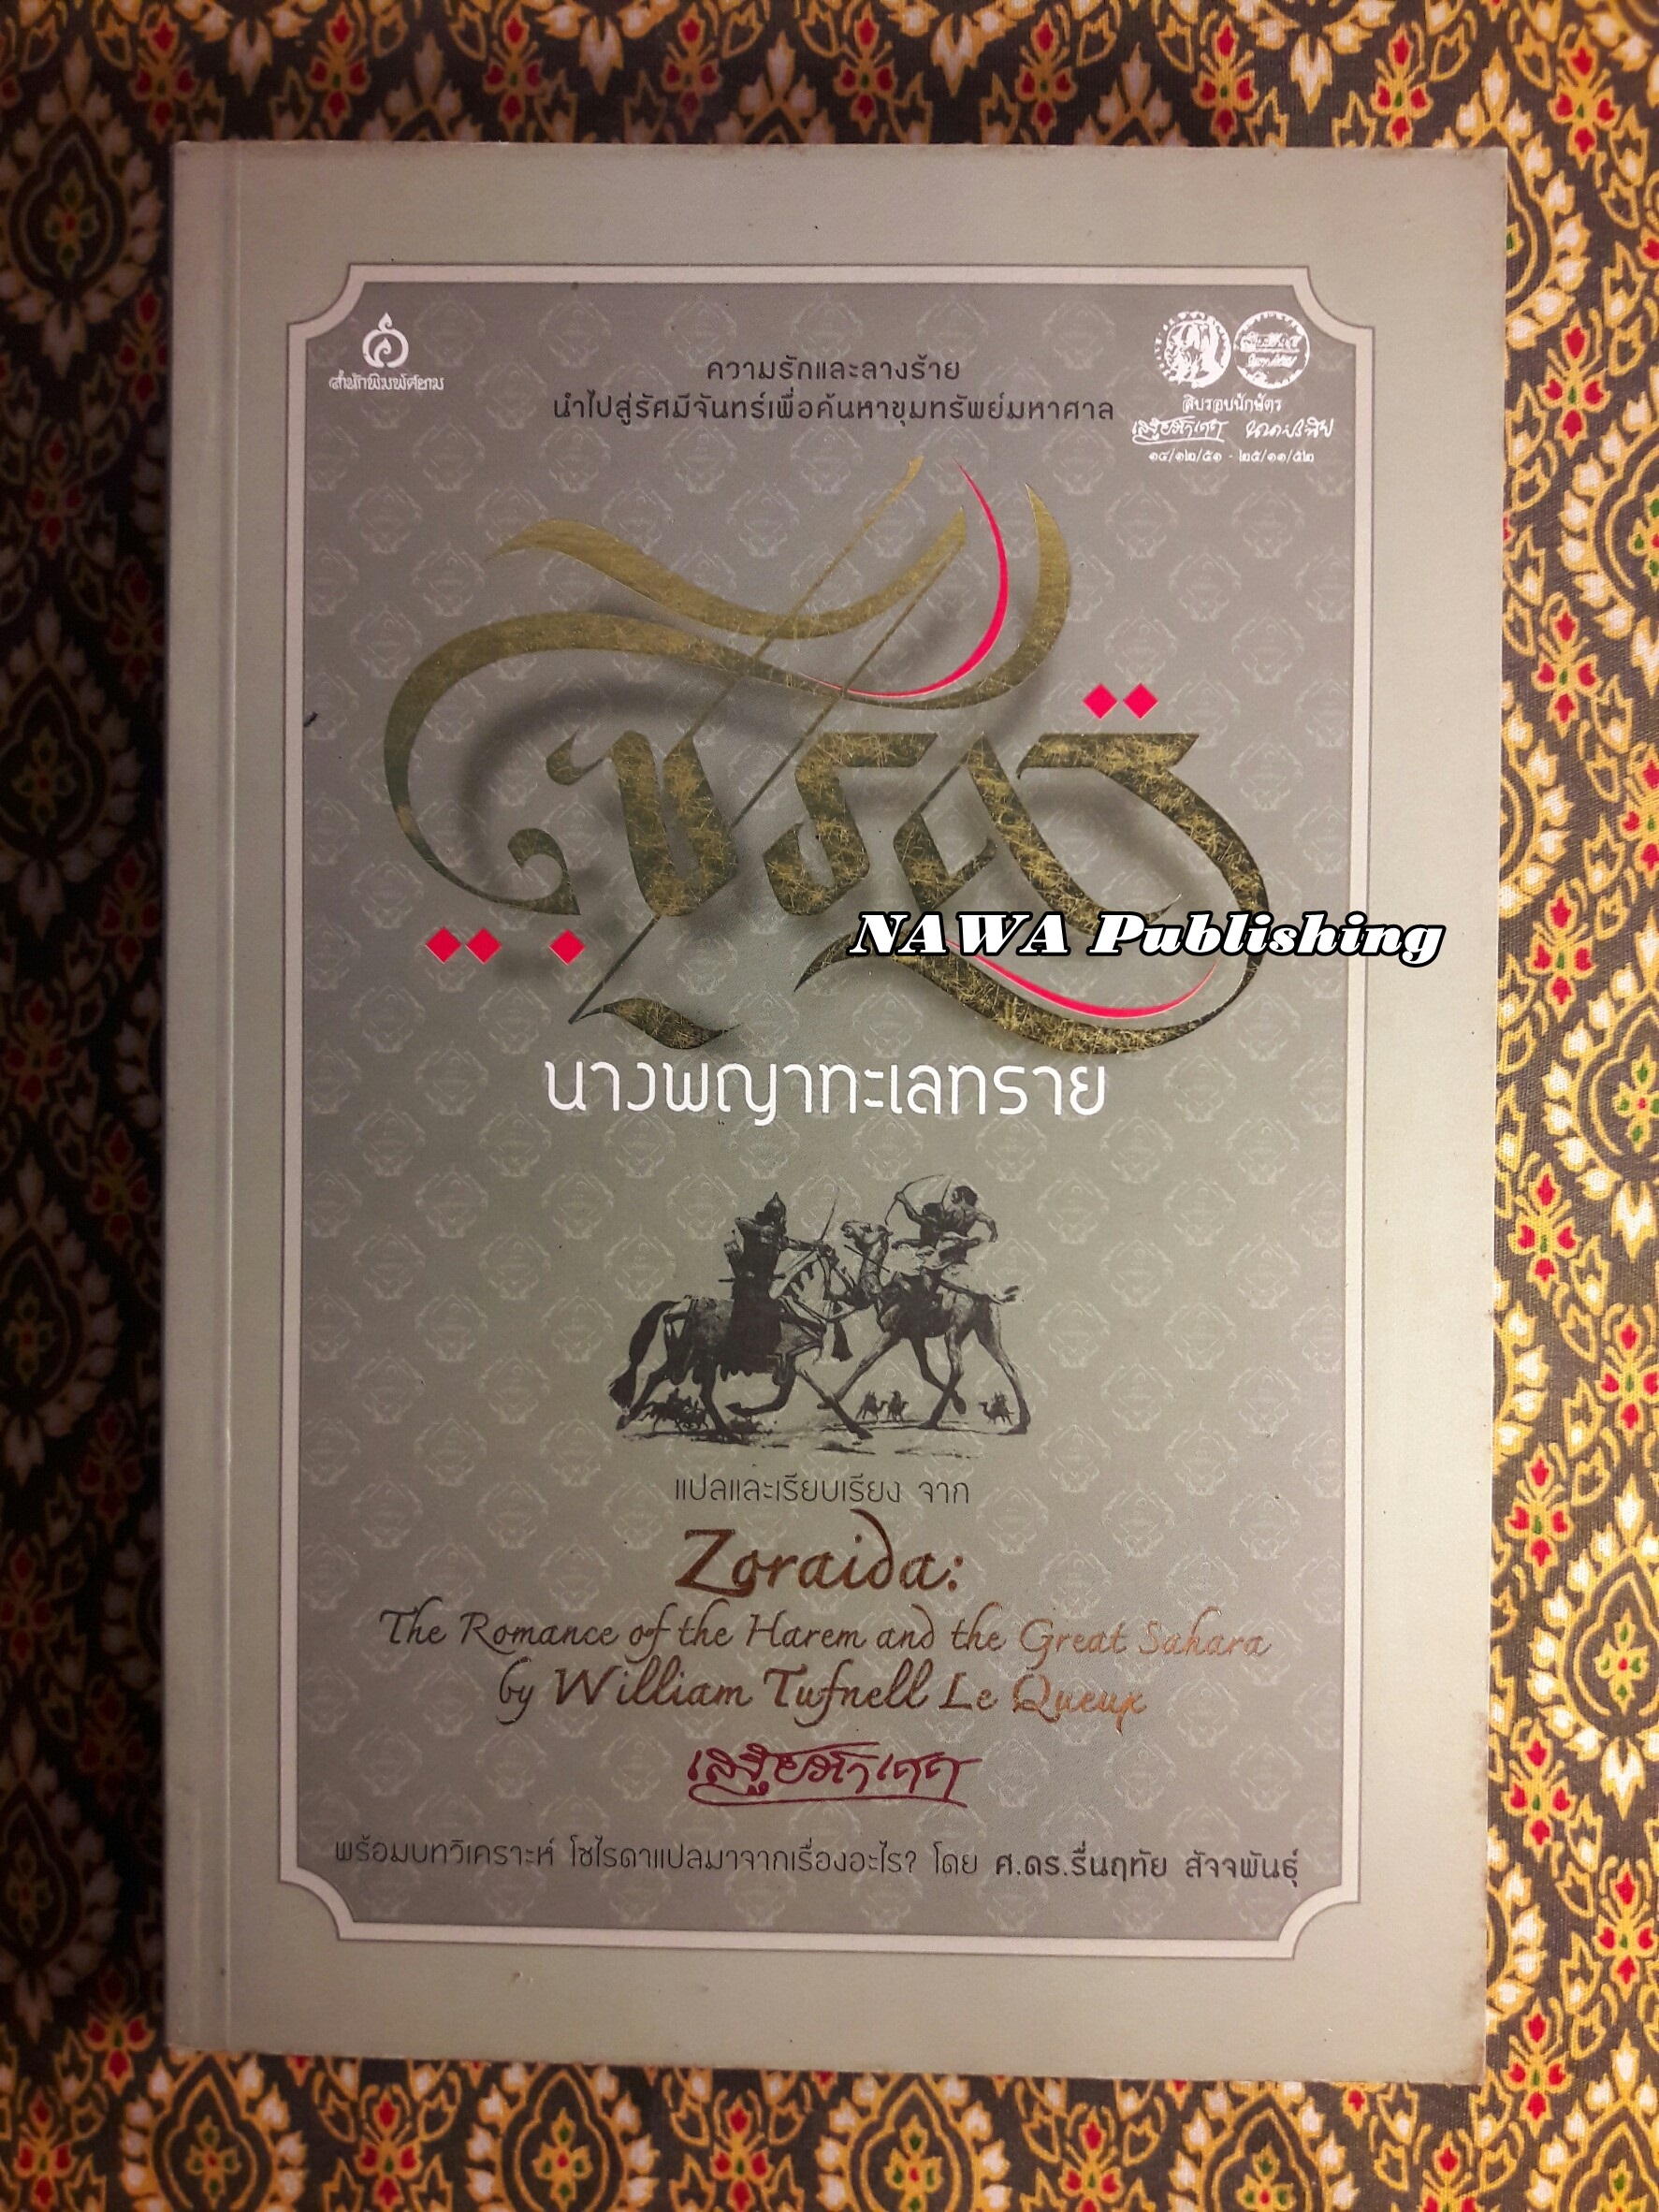 สำนักพิมพ์สยาม
ความรักและลางร้าย
นำไปสู่รัศมีจันทร์เพื่อค้นหาขุมทรัพย์มหาศาล
สิบรอบนักษัตร
เสฐียรโกเศศ นาคะประทีป
๑๔/๑๒/๕๑ - ๒๕/๑๑/๕๒
โซ๊ไรดา
NAWA Publishing
นางพญาทะเลทราย
แปลและเรียบเรียง จาก
Zoraida:
The Romance of the Harem and the Great Sahara
by William Tufnell Le Queux
เสฐียรโกเศศ
พร้อมบทวิเคราะห์ โซไรดาแปลมาจากเรื่องอะไร? โดย ศ.ดร.รื่นฤทัย สัจจพันธุ์